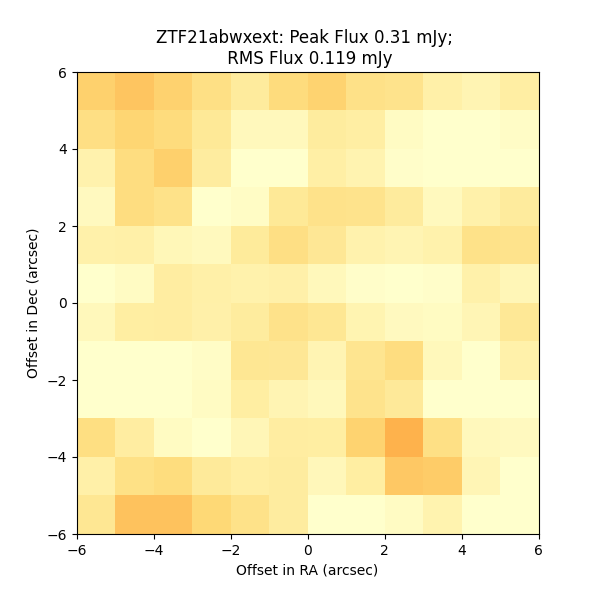 ZTF21abwxext: Peak Flux 0.31 mJy;
RMS Flux 0.119 mJy
6
4
2
0
−2
−4
−6
Offset in Dec (arcsec)
−6 −4 −2 0 2 4 6
Offset in RA (arcsec)